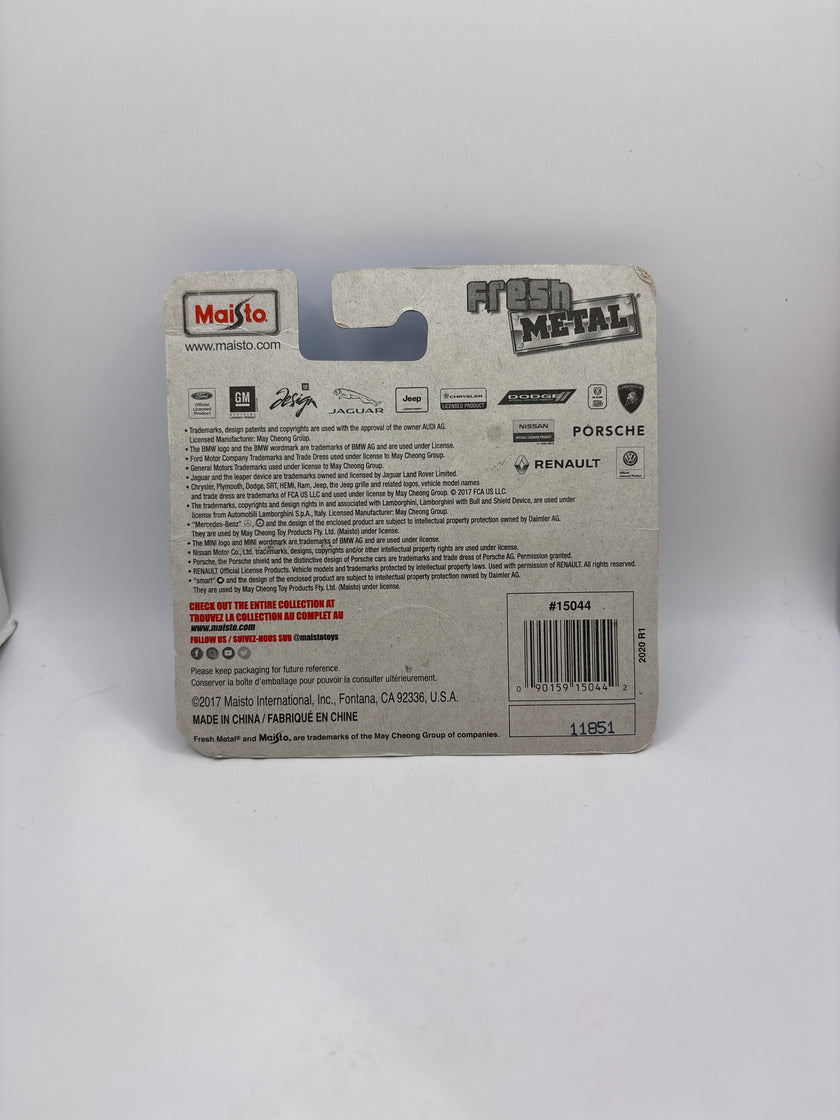 Maisto
www.maisto.com
Fresh
METAL
Ford
Official
Licensed
Product
GM
OFFICIAL
LICENSED PRODUCT
GM
design
JAGUAR
Jeep
CHRYSLER
LICENSED PRODUCT
DODGE
RAM
LAMBORGHINI
NISSAN
OFFICIAL LICENSED PRODUCT
PORSCHE
RENAULT
Official
Licensed Product
• Trademarks, design patents and copyrights are used with the approval of the owner AUDI AG.
Licensed Manufacturer: May Cheong Group.
• The BMW logo and the BMW wordmark are trademarks of BMW AG and are used under License.
• Ford Motor Company Trademarks and Trade Dress used under license to May Cheong Group.
• General Motors Trademarks used under license to May Cheong Group.
• Jaguar and the leaper device are trademarks owned and licensed by Jaguar Land Rover Limited.
• Chrysler, Plymouth, Dodge, SRT, HEMI, Ram, Jeep, the Jeep grille and related logos, vehicle model names
and trade dress are trademarks of FCA US LLC and used under license by May Cheong Group. © 2017 FCA US LLC.
• The trademarks, copyrights and design rights in and associated with Lamborghini, Lamborghini with Bull and Shield Device, are used under
license from Automobili Lamborghini S.p.A., Italy. Licensed Manufacturer: May Cheong Group.
• "Mercedes-Benz" , and the design of the enclosed product are subject to intellectual property protection owned by Daimler AG.
They are used by May Cheong Toy Products Fty. Ltd. (Maisto) under license.
• The MINI logo and MINI wordmark are trademarks of BMW AG and are used under license.
• Nissan Motor Co., Ltd. trademarks, designs, copyrights and/or other intellectual property rights are used under license.
• Porsche, the Porsche shield and the distinctive design of Porsche cars are trademarks and trade dress of Porsche AG. Permission granted.
• RENAULT Official License Products. Vehicle models and trademarks protected by intellectual property laws. Used with permission of RENAULT. All rights reserved.
• "smart" and the design of the enclosed product are subject to intellectual property protection owned by Daimler AG.
They are used by May Cheong Toy Products Fty. Ltd. (Maisto) under license.
CHECK OUT THE ENTIRE COLLECTION AT
TROUVEZ LA COLLECTION AU COMPLET AU
www.maisto.com
FOLLOW US / SUIVEZ-NOUS SUR @maistotoys
Please keep packaging for future reference.
Conserver la boîte d'emballage pour pouvoir la consulter ultérieurement.
©2017 Maisto International, Inc., Fontana, CA 92336, U.S.A.
MADE IN CHINA / FABRIQUÉ EN CHINE
Fresh Metal® and Maisto® are trademarks of the May Cheong Group of companies.
#15044
0 90159 15044 2
2020 R1
11851